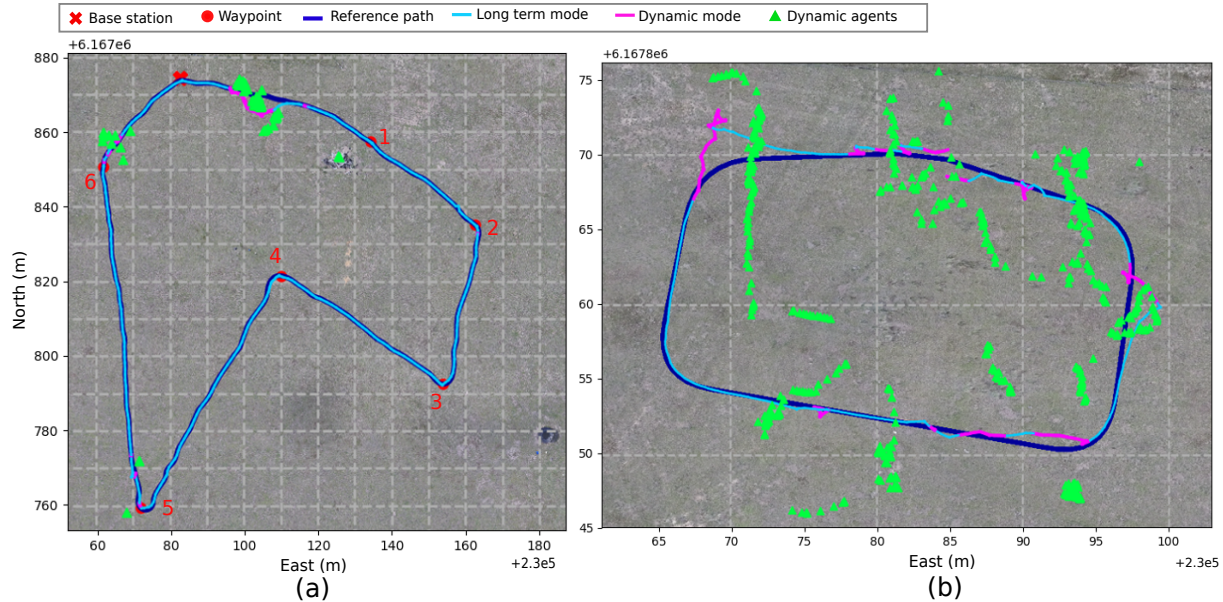 Base station Waypoint Reference path Long term mode Dynamic mode Dynamic agents
+6.167e6
880
860
840
820
800
780
760
North (m)
1
2
3
4
5
6
60 80 100 120 140 160 180
East (m)
+2.3e5
(a)
+6.1678e6
75
70
65
60
55
50
45
65 70 75 80 85 90 95 100
East (m)
+2.3e5
(b)